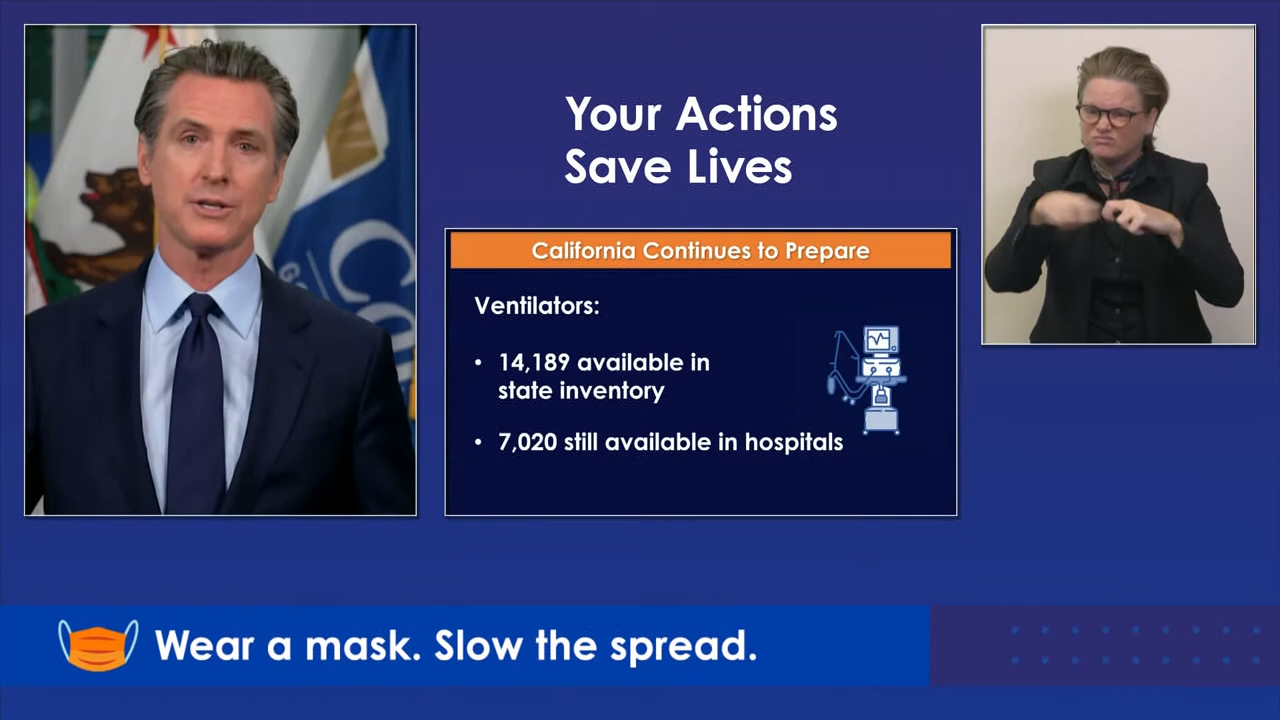 Your Actions
Save Lives
California Continues to Prepare
Ventilators:
• 14,189 available in
state inventory
• 7,020 still available in hospitals
Wear a mask. Slow the spread.